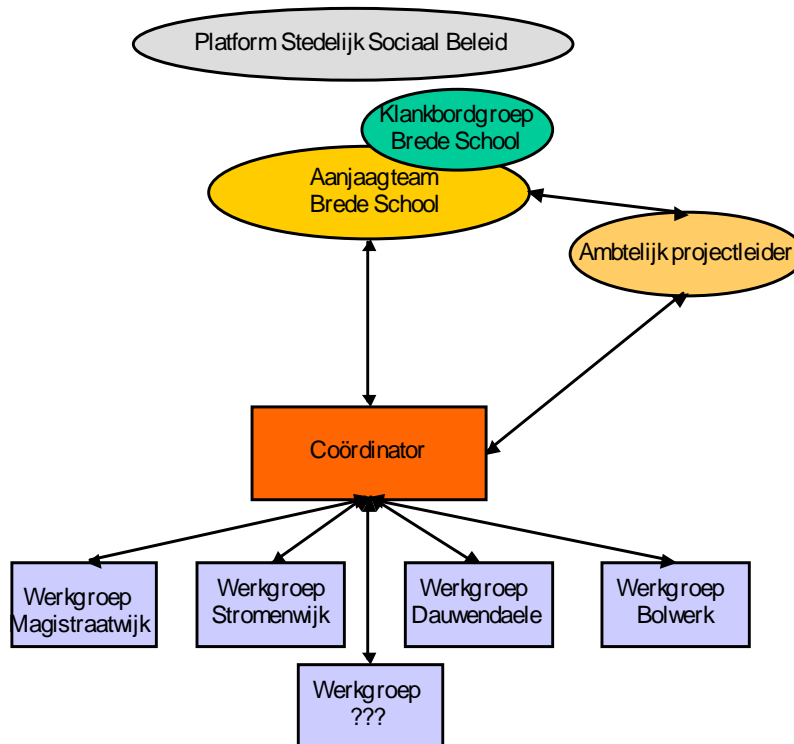 Platform Stedelijk Sociaal Beleid
Klankbordgroep
Brede School
Aanjaagteam
Brede School
Ambtelijk projectleider
Coördinator
Werkgroep
Magistraatwijk
Werkgroep
Stromenwijk
Werkgroep
Dauwendaele
Werkgroep
Bolwerk
Werkgroep
???